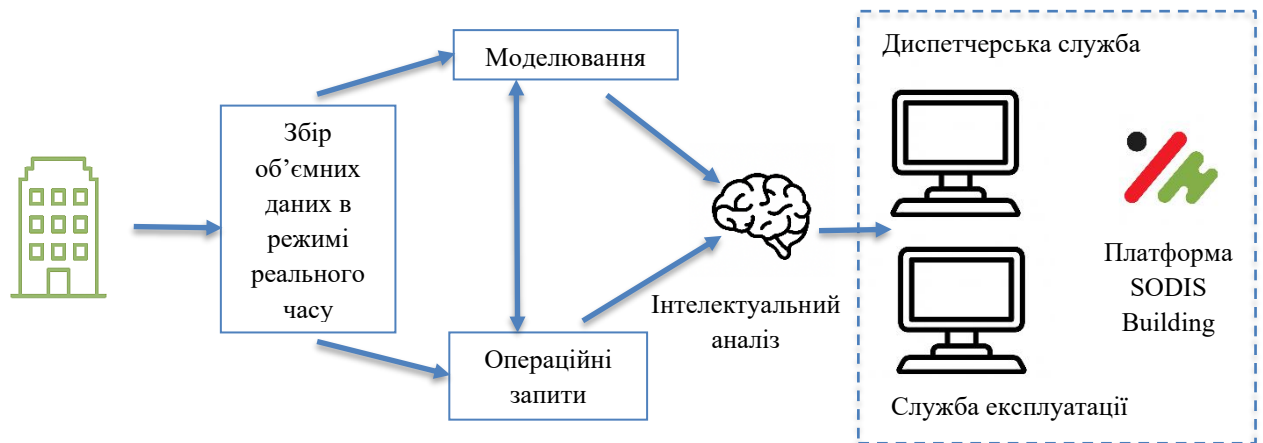 Збір
об’ємних
даних в
режимі
реального
часу
Моделювання
Операційні
запити
Інтелектуальний
аналіз
Диспетчерська служба
Служба експлуатації
Платформа
SODIS
Building